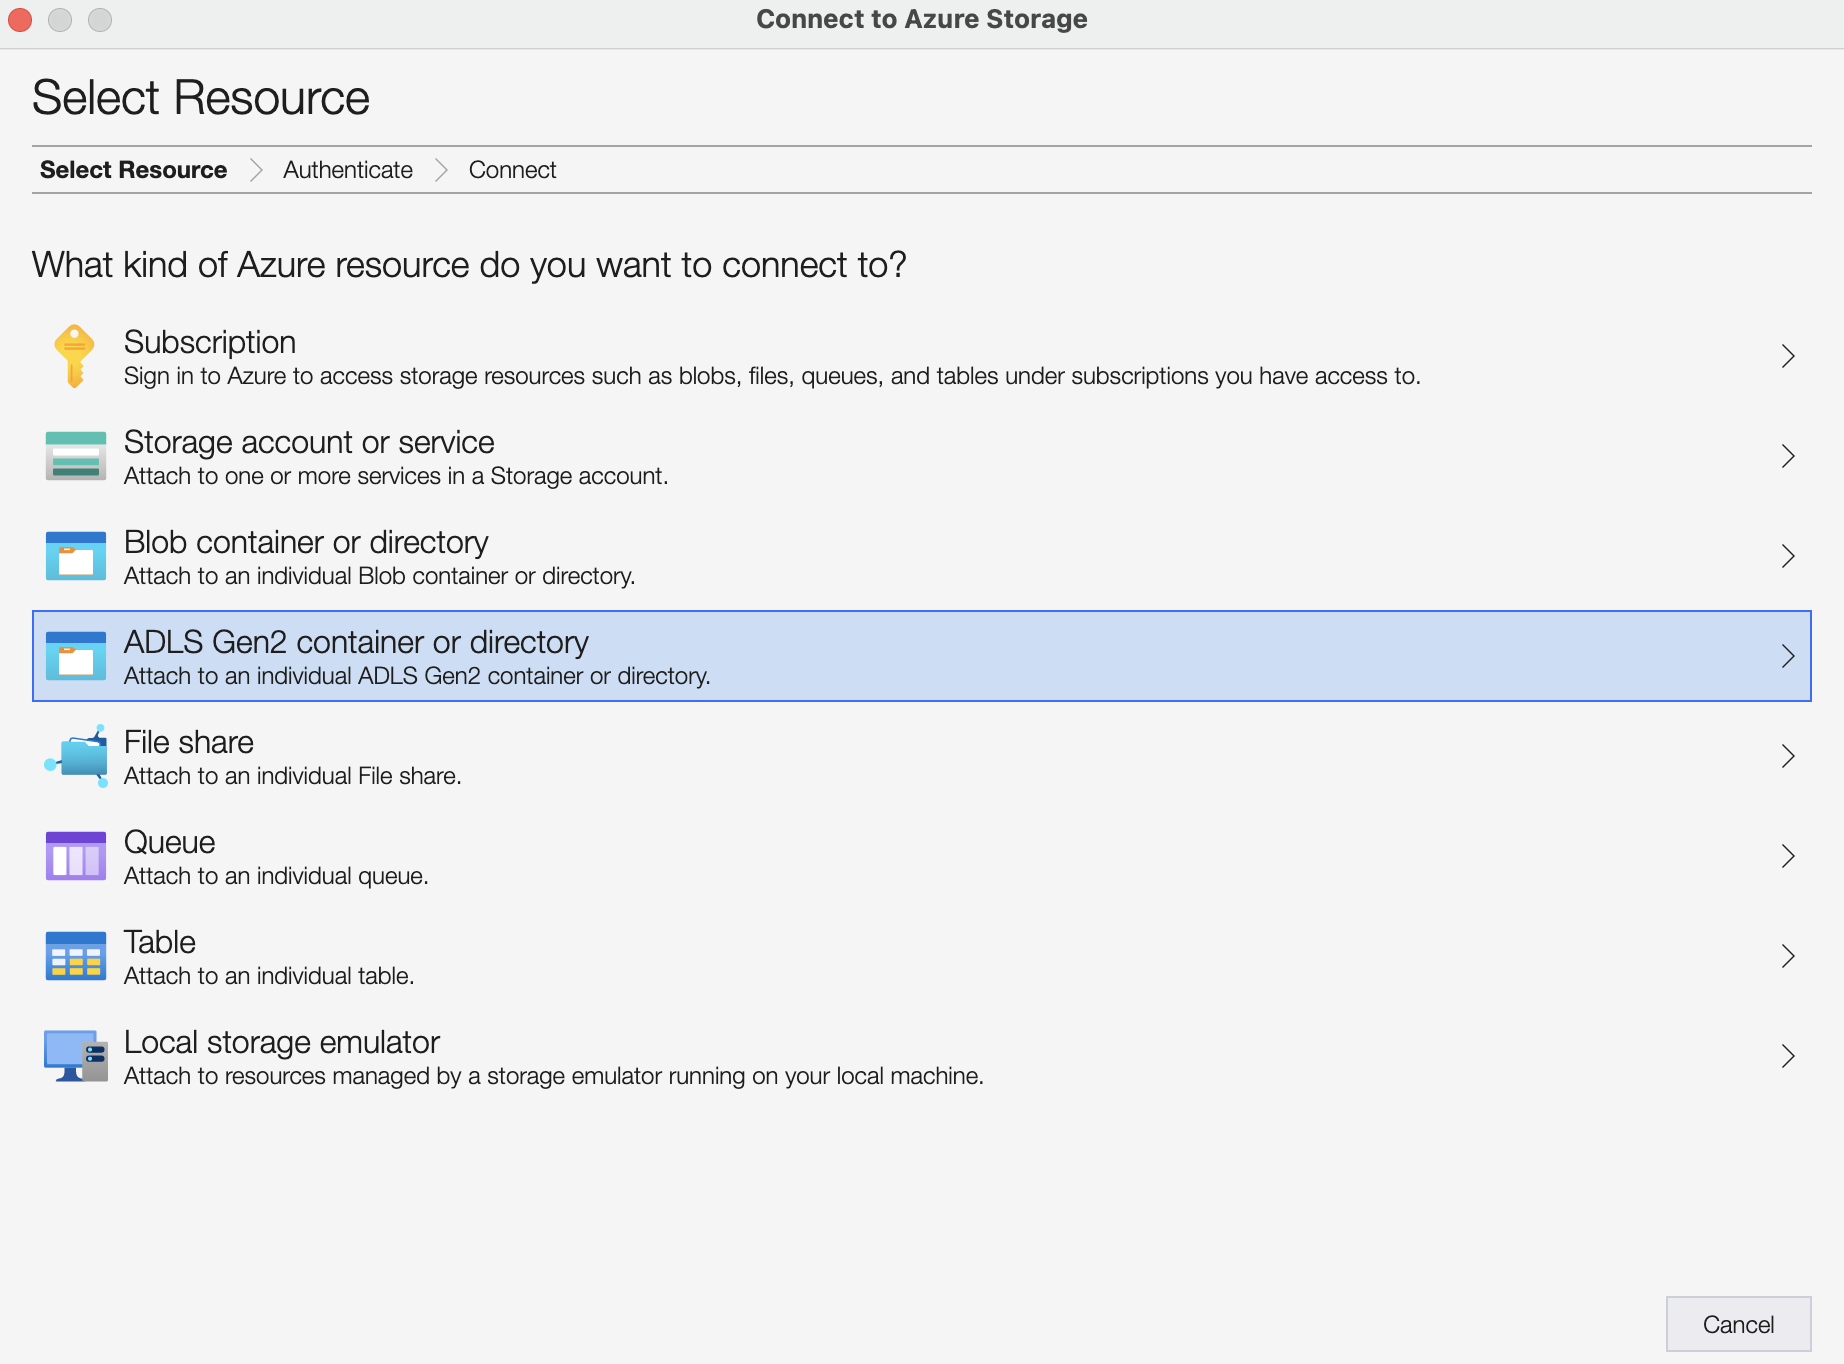 Connect to Azure Storage
Select Resource
Select Resource Authenticate Connect
What kind of Azure resource do you want to connect to?
Subscription
Sign in to Azure to access storage resources such as blobs, files, queues, and tables under subscriptions you have access to.
Storage account or service
Attach to one or more services in a Storage account.
Blob container or directory
Attach to an individual Blob container or directory.
ADLS Gen2 container or directory
Attach to an individual ADLS Gen2 container or directory.
File share
Attach to an individual File share.
Queue
Attach to an individual queue.
Table
Attach to an individual table.
Local storage emulator
Attach to resources managed by a storage emulator running on your local machine.
Cancel